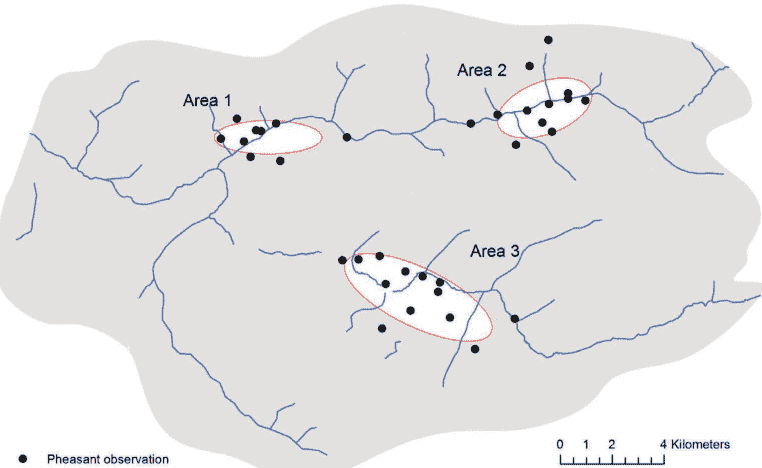 Area 2
Area 1
Area 3
0 1 2 4 Kilometers
Pheasant observation